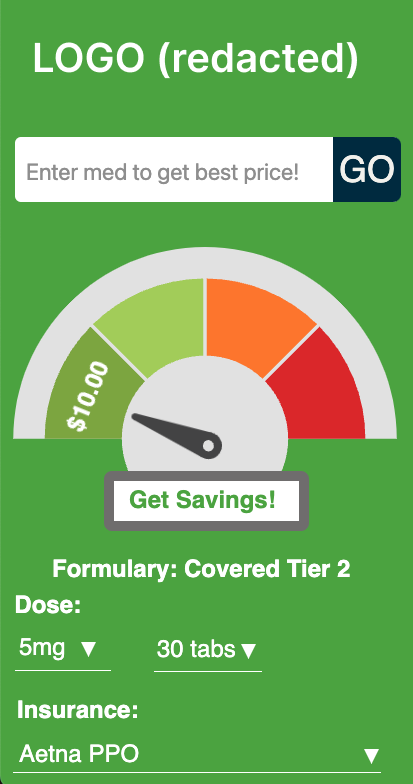 LOGO (redacted)
Enter med to get best price!
GO
$10.00
Get Savings!
Formulary: Covered Tier 2
Dose:
5mg ▼ 30 tabs ▼
Insurance:
Aetna PPO ▼